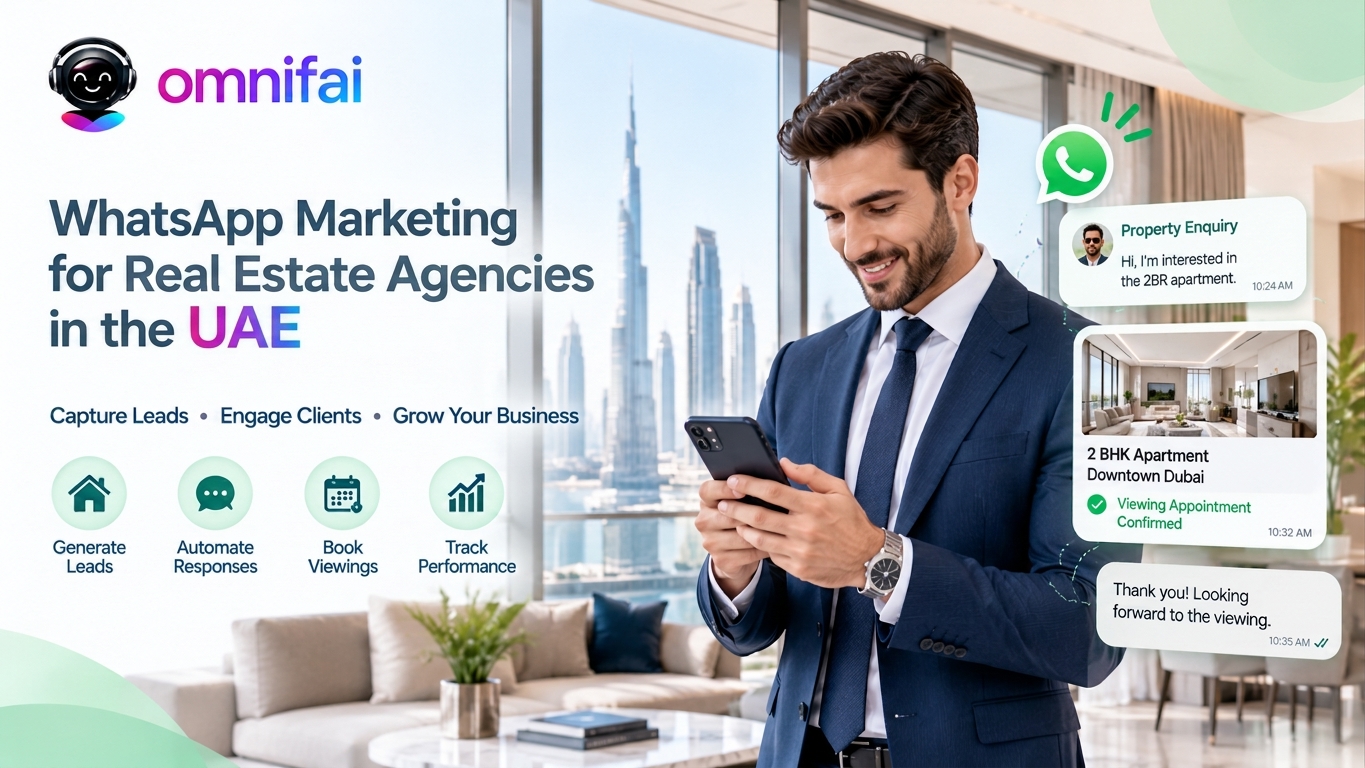 omnifai
WhatsApp Marketing
for Real Estate Agencies
in the UAE
Capture Leads • Engage Clients • Grow Your Business
Generate
Leads
Automate
Responses
Book
Viewings
Track
Performance
Property Enquiry
Hi, I'm interested in
the 2BR apartment.
10:24 AM
2 BHK Apartment
Downtown Dubai
Viewing Appointment
Confirmed
10:32 AM
Thank you! Looking
forward to the viewing.
10:35 AM